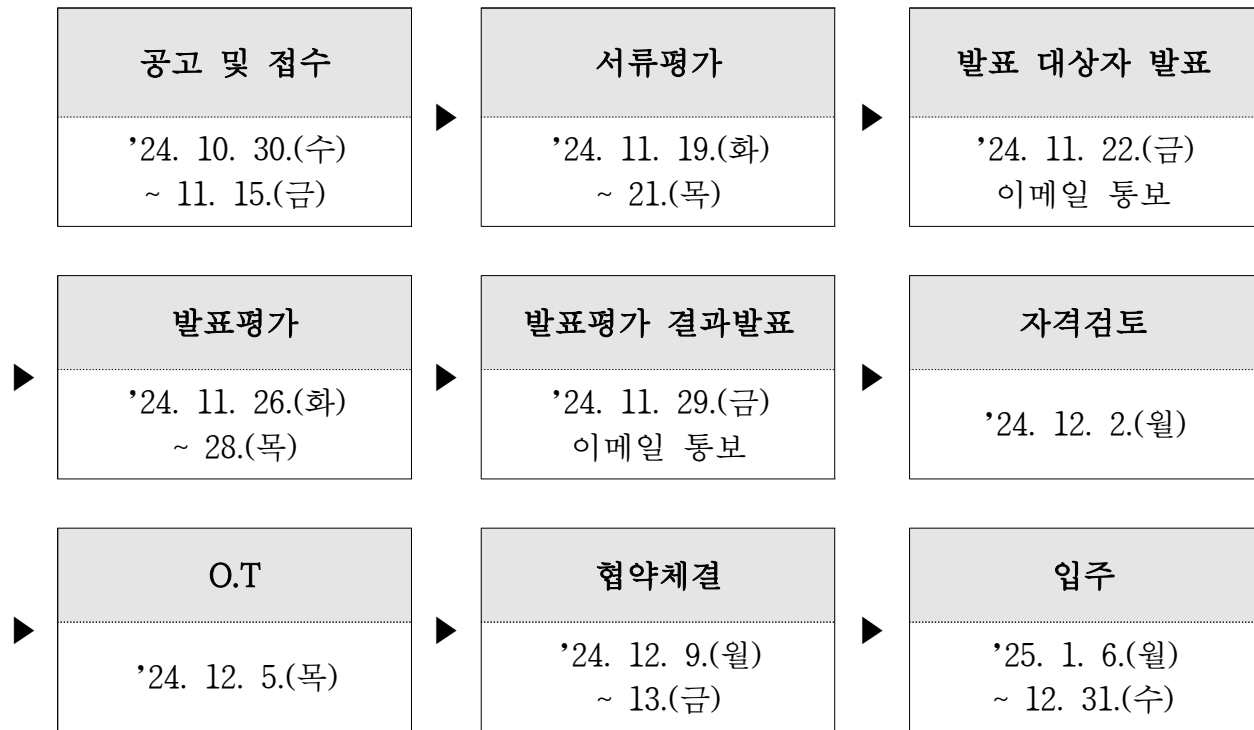 공고 및 접수
’24. 10. 30.(수)
~ 11. 15.(금)
▶
서류평가
’24. 11. 19.(화)
~ 21.(목)
▶
발표 대상자 발표
’24. 11. 22.(금)
이메일 통보
▶
발표평가
’24. 11. 26.(화)
~ 28.(목)
▶
발표평가 결과발표
’24. 11. 29.(금)
이메일 통보
▶
자격검토
’24. 12. 2.(월)
▶
O.T
’24. 12. 5.(목)
▶
협약체결
’24. 12. 9.(월)
~ 13.(금)
▶
입주
’25. 1. 6.(월)
~ 12. 31.(수)